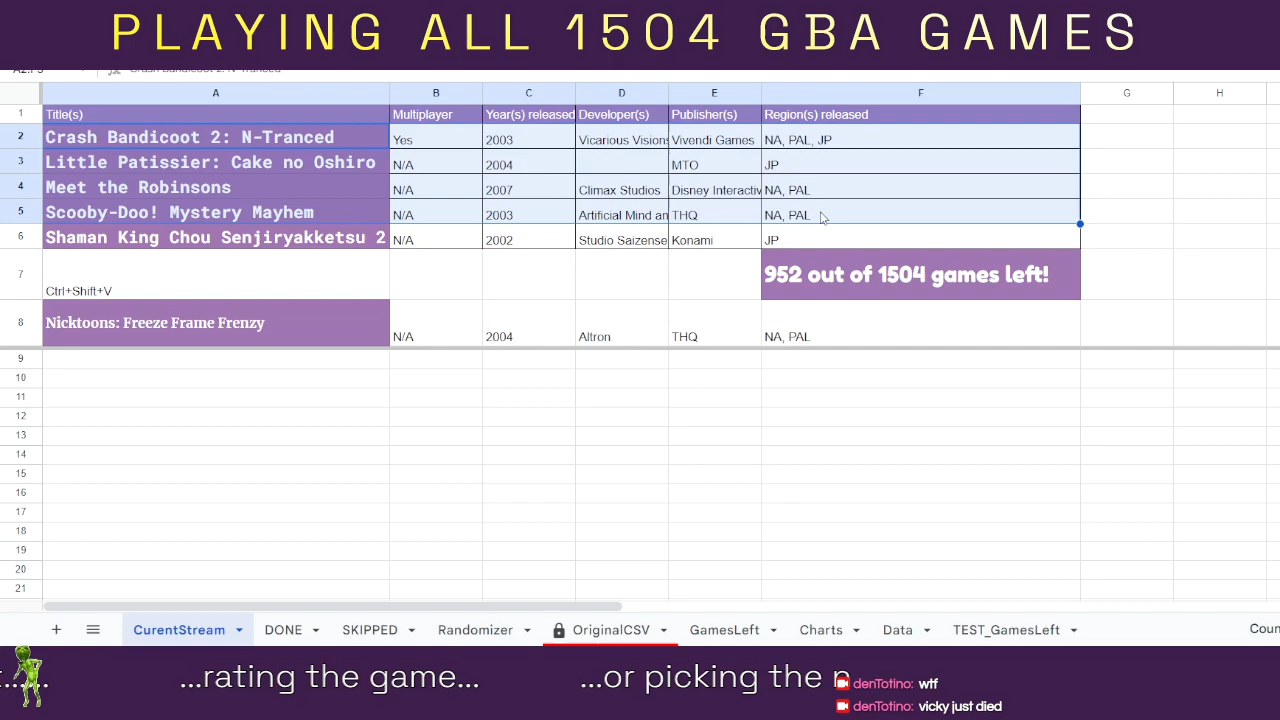 PLAYING ALL 1504 GBA GAMES
A B C D E F G H
1 Title(s) Multiplayer Year(s) released Developer(s) Publisher(s) Region(s) released
2 Crash Bandicoot 2: N-Tranced Yes 2003 Vicarious Visions Vivendi Games NA, PAL, JP
3 Little Patissier: Cake no Oshiro N/A 2004 MTO JP
4 Meet the Robinsons N/A 2007 Climax Studios Disney Interactiv NA, PAL
5 Scooby-Doo! Mystery Mayhem N/A 2003 Artificial Mind an THQ NA, PAL
6 Shaman King Chou Senjiryakketsu 2 N/A 2002 Studio Saizense Konami JP
7 Ctrl+Shift+V 952 out of 1504 games left!
8 Nicktoons: Freeze Frame Frenzy N/A 2004 Altron THQ NA, PAL
9
10
11
12
13
14
15
16
17
18
19
20
21
CurentStream DONE SKIPPED Randomizer OriginalCSV GamesLeft Charts Data TEST_GamesLeft Coun
...rating the game... ...or picking the
denTotino: wtf
denTotino: vicky just died